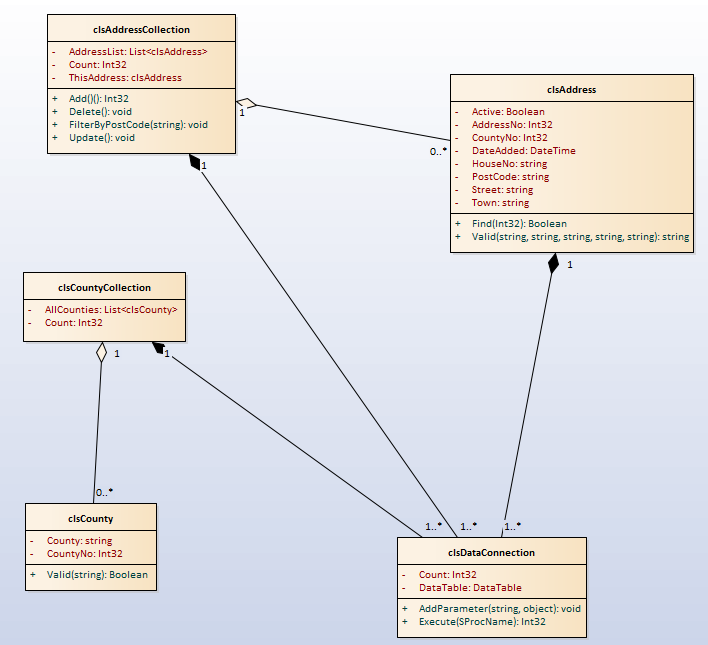 clsAddressCollection
- AddressList: List<clsAddress>
- Count: Int32
- ThisAddress: clsAddress
+ Add()(): Int32
+ Delete(): void
+ FilterByPostCode(string): void
+ Update(): void
1
0..*
1
clsAddress
- Active: Boolean
- AddressNo: Int32
- CountyNo: Int32
- DateAdded: DateTime
- HouseNo: string
- PostCode: string
- Street: string
- Town: string
+ Find(Int32): Boolean
+ Valid(string, string, string, string, string): string
1
clsCountyCollection
- AllCounties: List<clsCounty>
- Count: Int32
1
1
0..*
clsCounty
- County: string
- CountyNo: Int32
+ Valid(string): Boolean
1..*
1..*
1..*
clsDataConnection
- Count: Int32
- DataTable: DataTable
+ AddParameter(string, object): void
+ Execute(SProcName): Int32